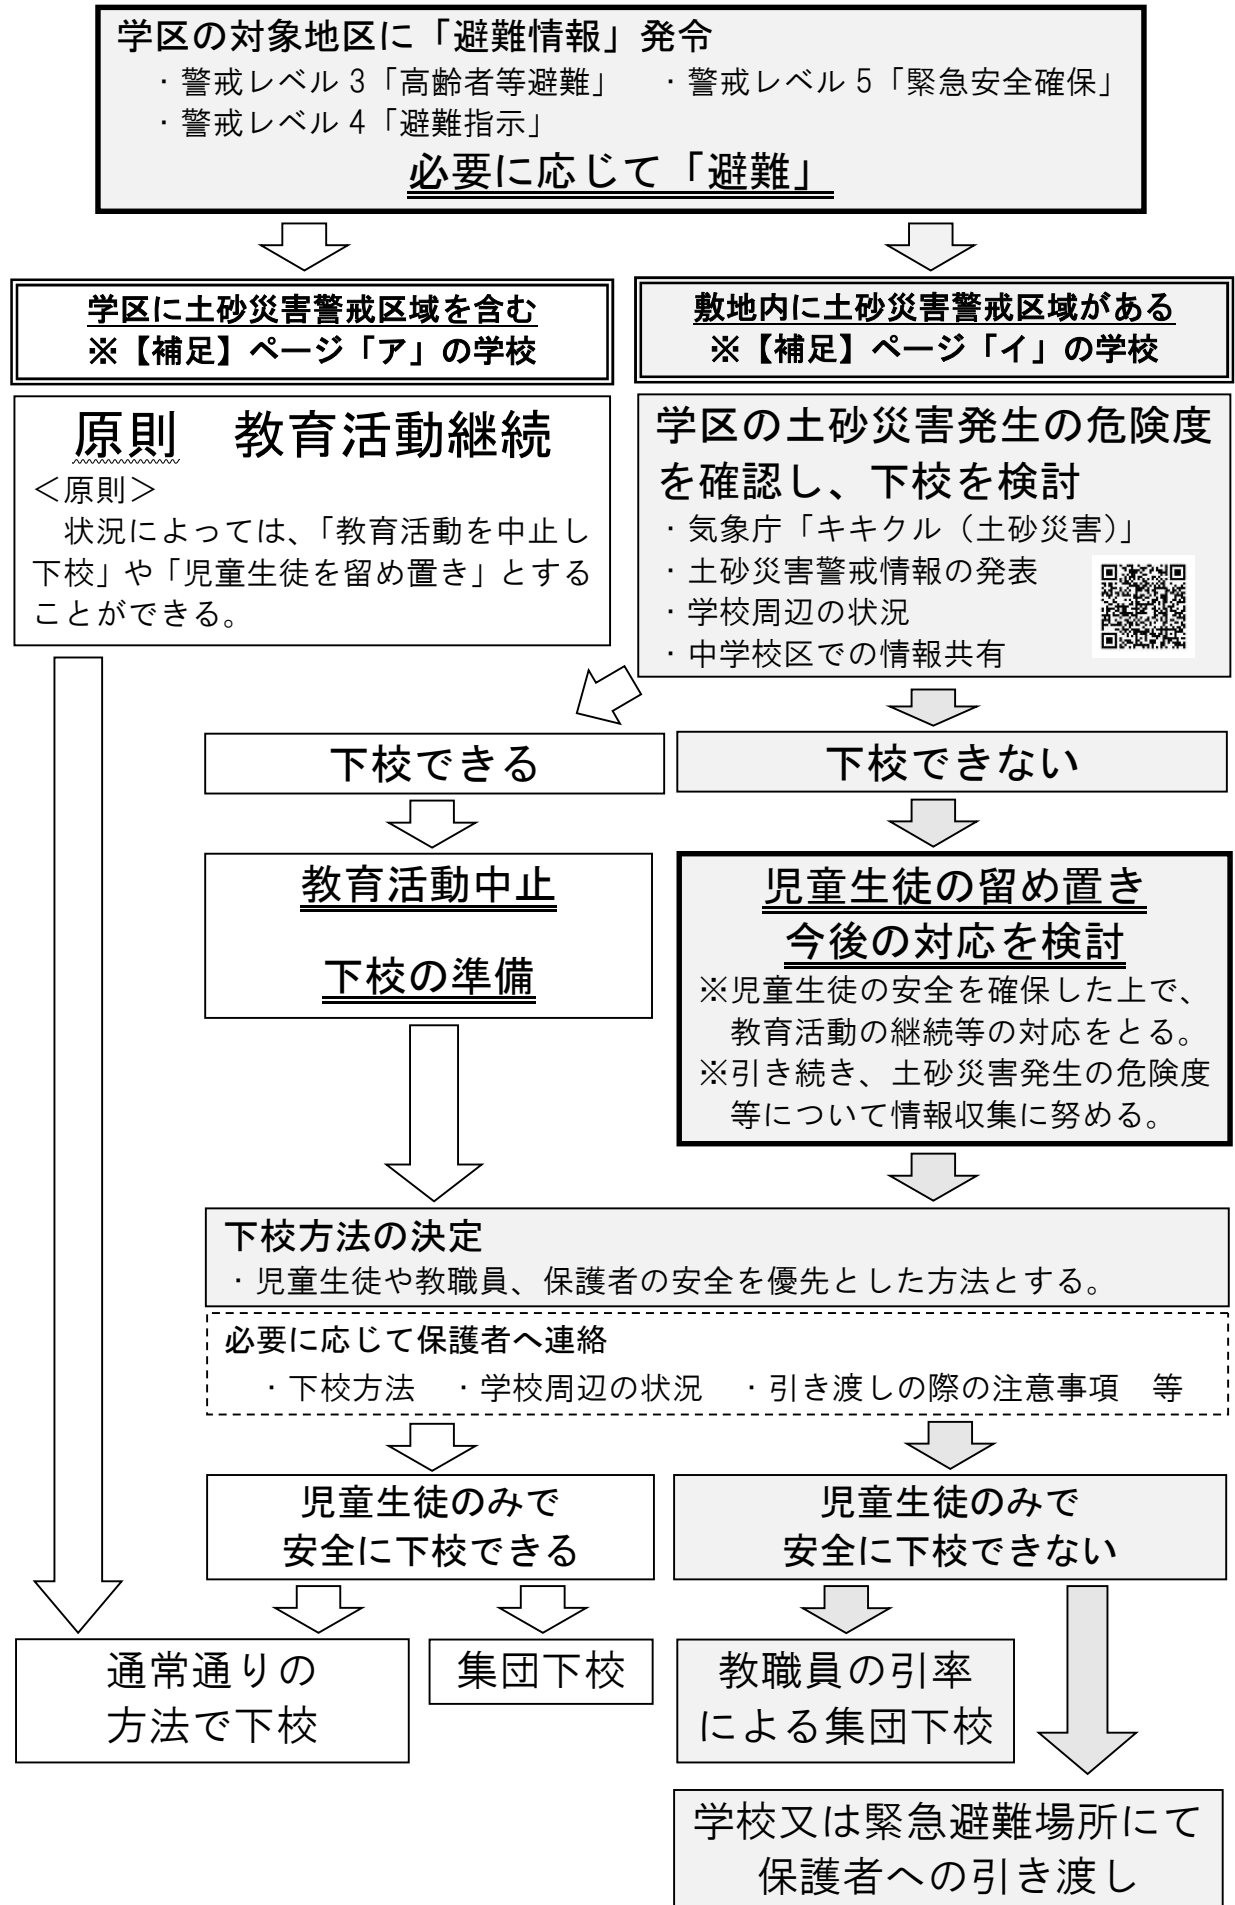 学区の対象地区に「避難情報」発令
・警戒レベル３「高齢者等避難」　・警戒レベル５「緊急安全確保」
・警戒レベル４「避難指示」
必要に応じて「避難」
学区に土砂災害警戒区域を含む
※【補足】ページ「ア」の学校
敷地内に土砂災害警戒区域がある
※【補足】ページ「イ」の学校
原則　教育活動継続
＜原則＞
状況によっては、「教育活動を中止し
下校」や「児童生徒を留め置き」とする
ことができる。
学区の土砂災害発生の危険度
を確認し、下校を検討
・気象庁「キキクル（土砂災害）」
・土砂災害警戒情報の発表
・学校周辺の状況
・中学校区での情報共有
下校できる
下校できない
教育活動中止
下校の準備
児童生徒の留め置き
今後の対応を検討
※児童生徒の安全を確保した上で、
教育活動の継続等の対応をとる。
※引き続き、土砂災害発生の危険度
等について情報収集に努める。
下校方法の決定
・児童生徒や教職員、保護者の安全を優先とした方法とする。
必要に応じて保護者へ連絡
・下校方法　・学校周辺の状況　・引き渡しの際の注意事項　等
児童生徒のみで
安全に下校できる
児童生徒のみで
安全に下校できない
通常通りの
方法で下校
集団下校
教職員の引率
による集団下校
学校又は緊急避難場所にて
保護者への引き渡し